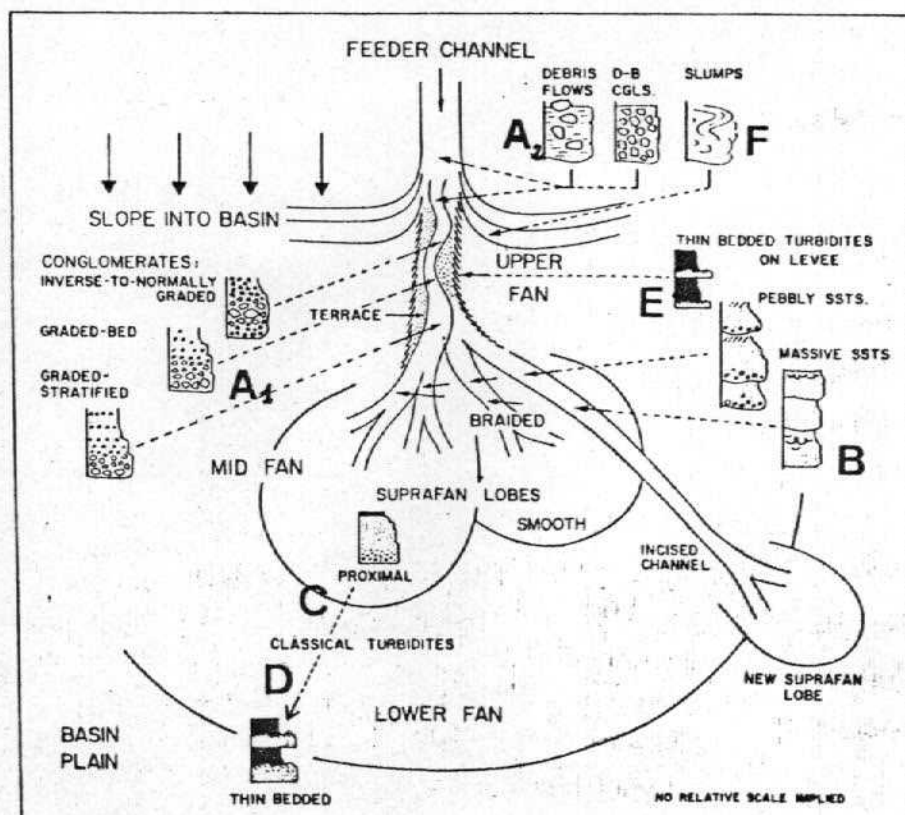 FEEDER CHANNEL
DEBRIS
FLOWS
D-B
CGLS.
SLUMPS
A₂
F
SLOPE INTO BASIN
CONGLOMERATES:
INVERSE-TO-NORMALLY
GRADED
UPPER
FAN
THIN BEDDED TURBIDITES
ON LEVEE
E
PEBBLY SSTS.
TERRACE
GRADED-BED
A₁
MASSIVE SSTS
GRADED-
STRATIFIED
BRAIDED
B
MID FAN
SUPRAFAN LOBES
SMOOTH
PROXIMAL
INCISED
CHANNEL
C
CLASSICAL TURBIDITES
D
NEW SUPRAFAN
LOBE
LOWER FAN
BASIN
PLAIN
THIN BEDDED
NO RELATIVE SCALE IMPLIED